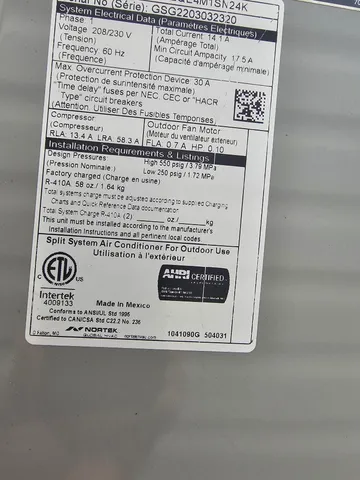 4M1SN24K
No (Série): GSG2203032320
System Electrical Data (Paramètres Electriques)
Phase: 1 Total Current: 14.1 A
Voltage: 208/230 V (Ampérage Total)
Frequency: 60 Hz Min Circuit Ampacity 17.5 A
(Capacité d'ampérage minimale)
Max. Overcurrent Protection Device: 30 A
(Protection de surintensité maximale)
"Time delay" fuses per NEC, CEC or "HACR
Type" circuit breakers
(Attention. Utiliser Des Fusibles Temporises)
Compressor Outdoor Fan Motor
(Compresseur) (Moteur du ventilateur extérieur)
RLA: 13.4 A LRA: 58.3 A FLA: 0.7 A HP: 0.10
Installation Requirements & Listings
Design Pressures High 550 psig / 3.79 MPa
(Pression Nominale) Low 250 psig / 1.72 MPa
Factory charged (Charge en usine)
R-410A: 58 oz / 1.64 kg
Total System charge must be adjusted according to supplied Charging
Charts and Quick Reference Data documentation
Total System Charge R-410A (2) oz/ kg
This unit must be installed according to the manufacturer's
Installation Instructions and all pertinent local codes
Split System Air Conditioner For Outdoor Use
Utilisation à l'extérieur
ETL
Intertek
4009133
AHRI CERTIFIED
Made in Mexico
Conforms to ANSI/UL Std 1995
Certified to CAN/CSA Std C22.2 No. 236
O'Fallon, MO
NORTEK
GLOBAL HVAC
1041090G 504031